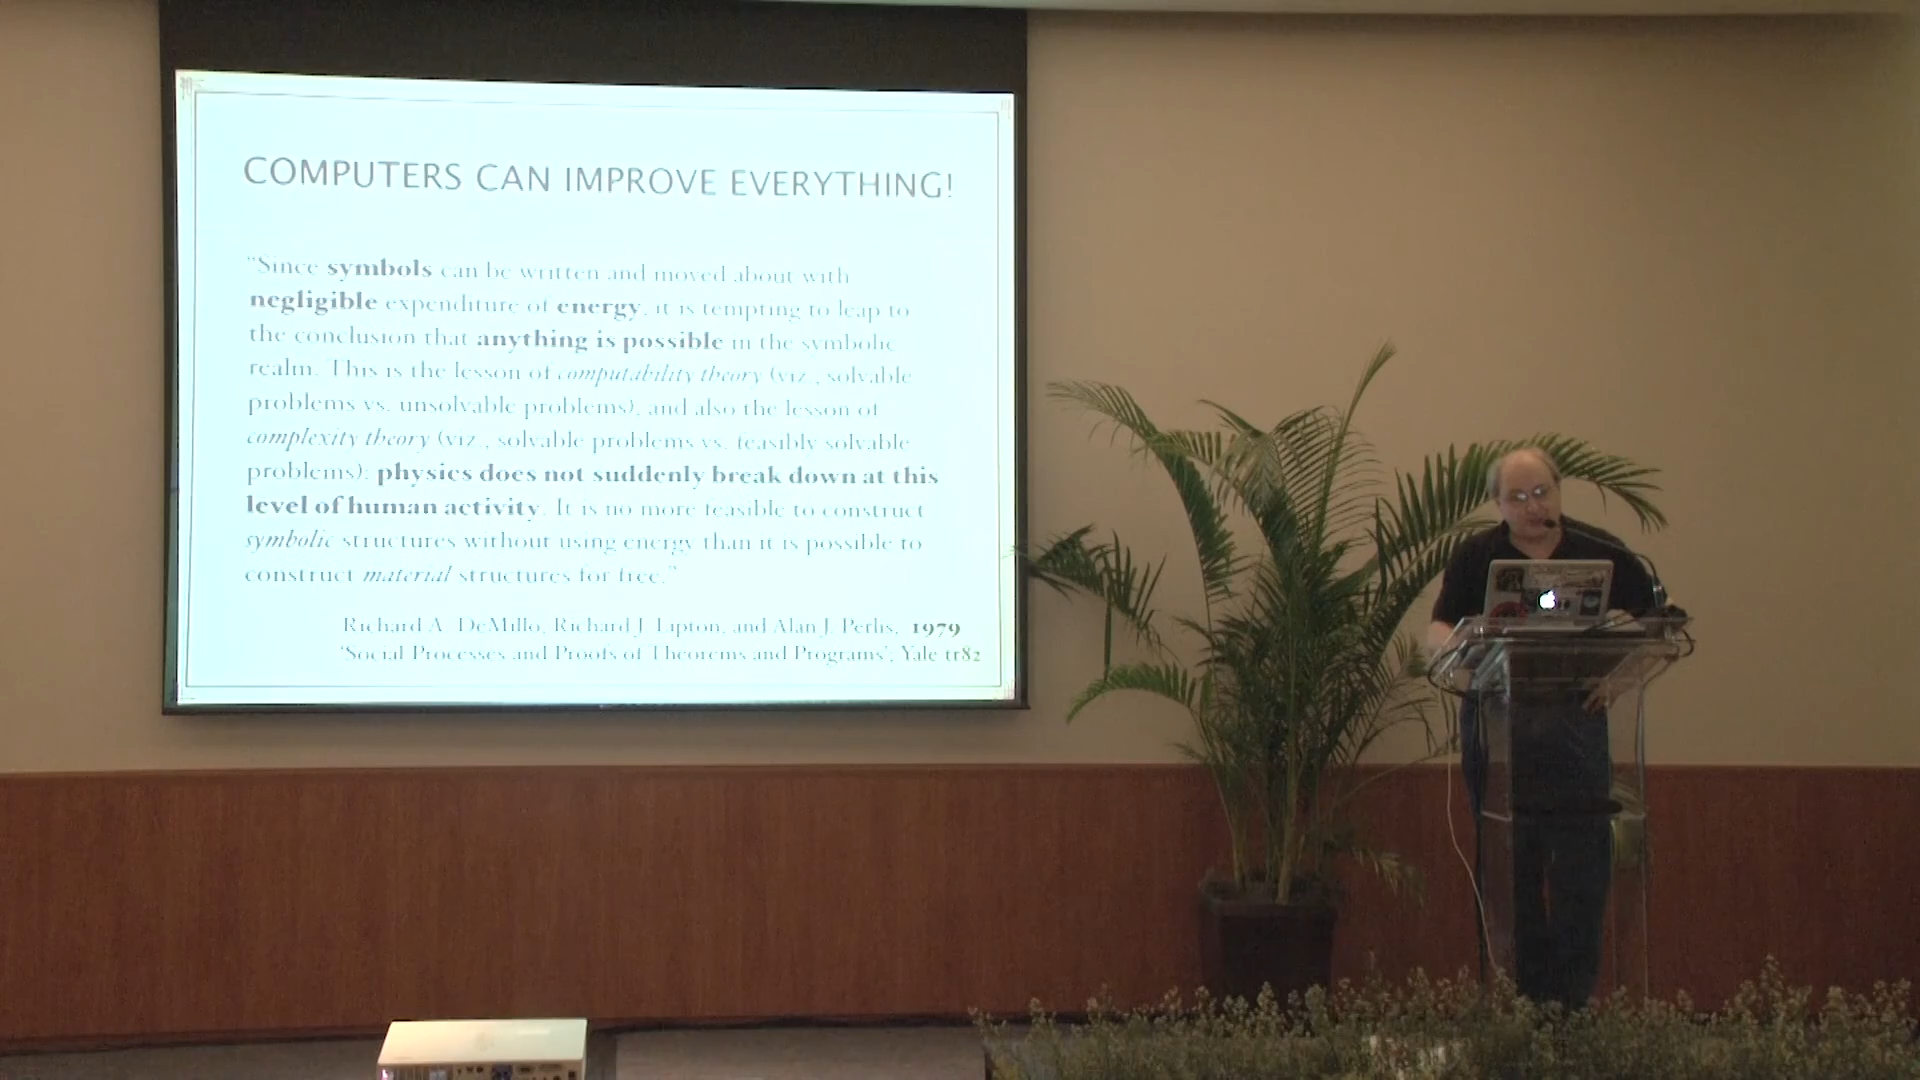 COMPUTERS CAN IMPROVE EVERYTHING!
“Since symbols can be written and moved about with
negligible expenditure of energy, it is tempting to leap to
the conclusion that anything is possible in the symbolic
realm. This is the lesson of computability theory (viz., solvable
problems vs. unsolvable problems), and also the lesson of
complexity theory (viz., solvable problems vs. feasibly solvable
problems): physics does not suddenly break down at this
level of human activity. It is no more feasible to construct
symbolic structures without using energy than it is possible to
construct material structures for free.”
Richard A. DeMillo, Richard J. Lipton, and Alan J. Perlis, 1979
‘Social Processes and Proofs of Theorems and Programs’, Yale tr82